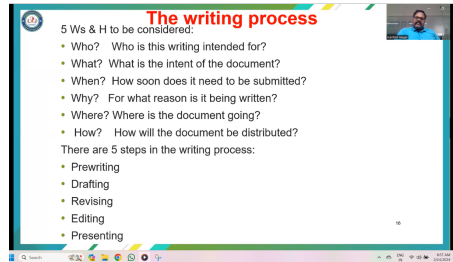 The writing process
5 Ws & H to be considered:
• Who? Who is this writing intended for?
• What? What is the intent of the document?
• When? How soon does it need to be submitted?
• Why? For what reason is it being written?
• Where? Where is the document going?
• How? How will the document be distributed?
There are 5 steps in the writing process:
• Prewriting
• Drafting
• Revising
• Editing
• Presenting
16
Search
ENG
IN